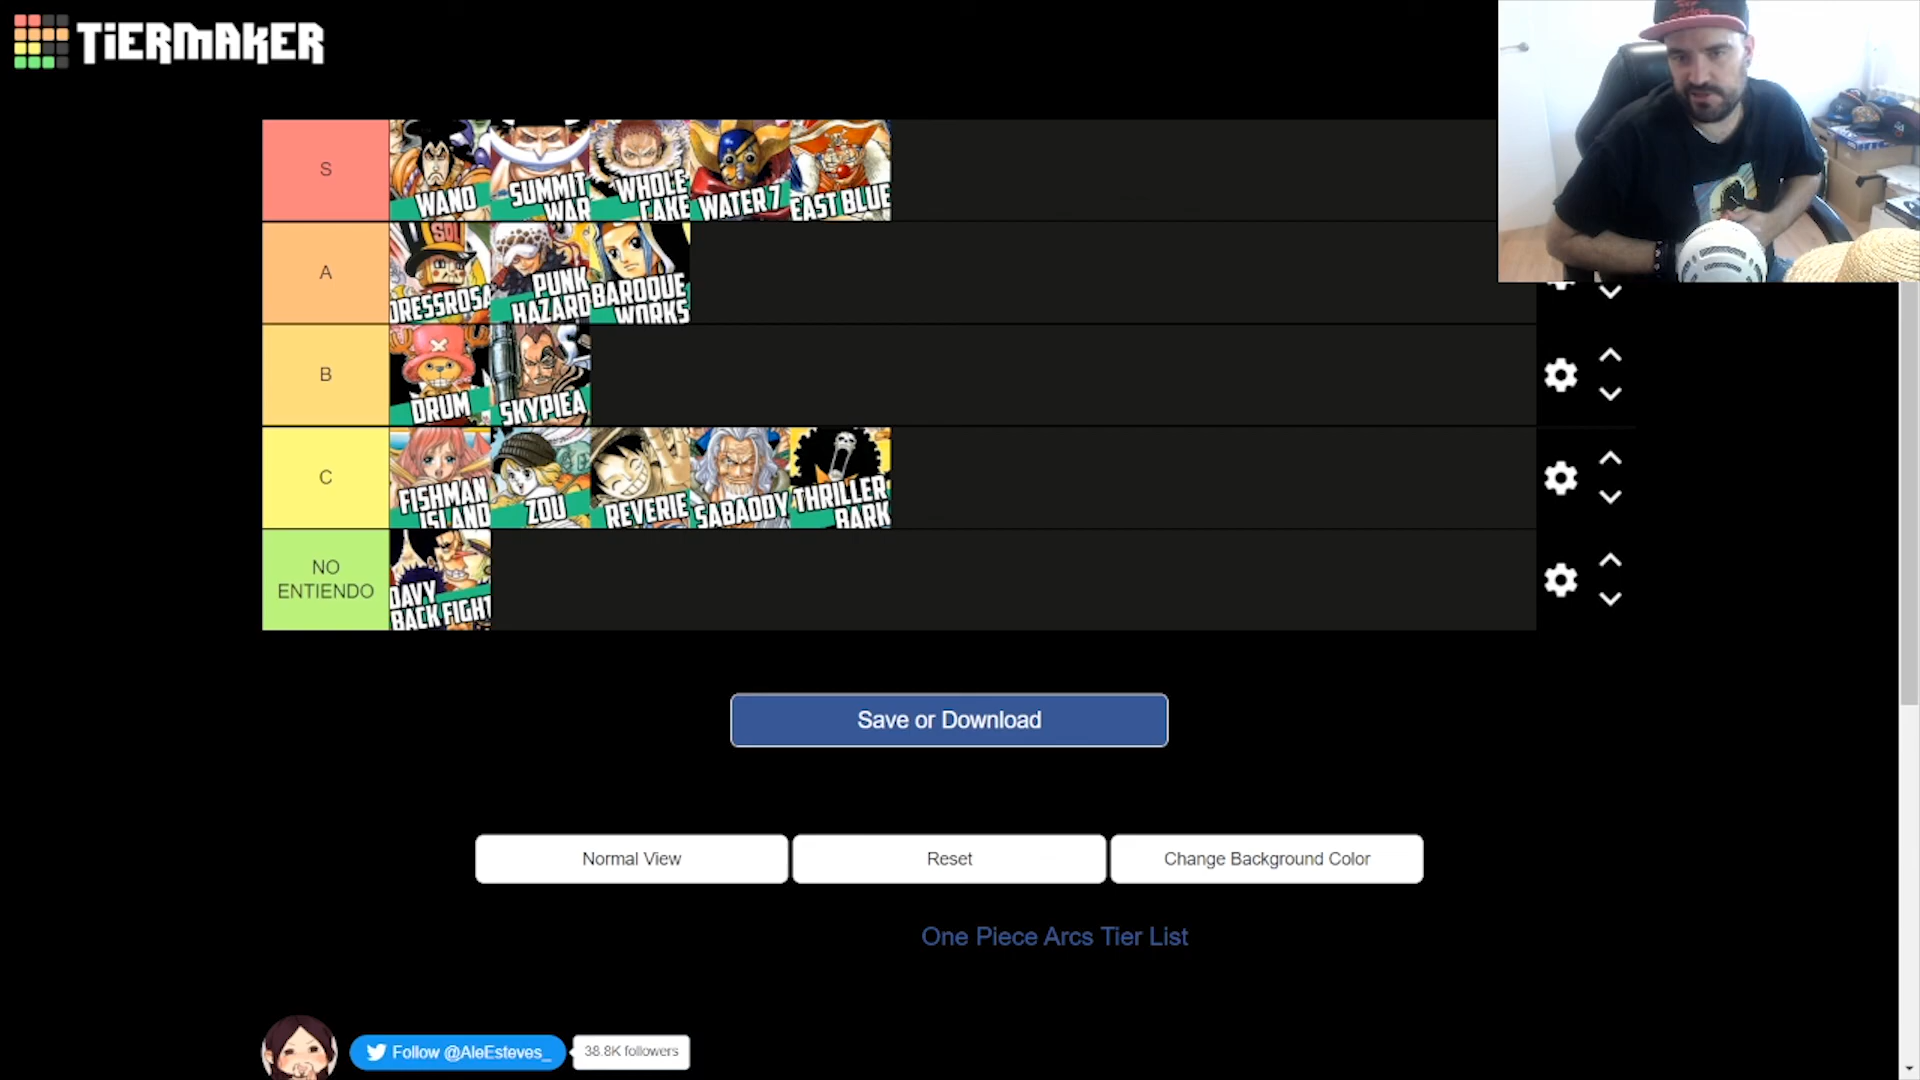 TIERMAKER
S
WANO
SUMMIT
WAR
WHOLE
CAKE
WATER 7
EAST BLUE
A
SOL
DRESSROSA
PUNK
HAZARD
BAROQUE
WORKS
B
DRUM
SKYPIEA
C
FISHMAN
ISLAND
ZOU
REVERIE
SABAODY
THRILLER
BARK
NO
ENTIENDO
DAVY
BACK FIGHT
Save or Download
Normal View
Reset
Change Background Color
One Piece Arcs Tier List
Follow @AleEsteves_
38.8K followers